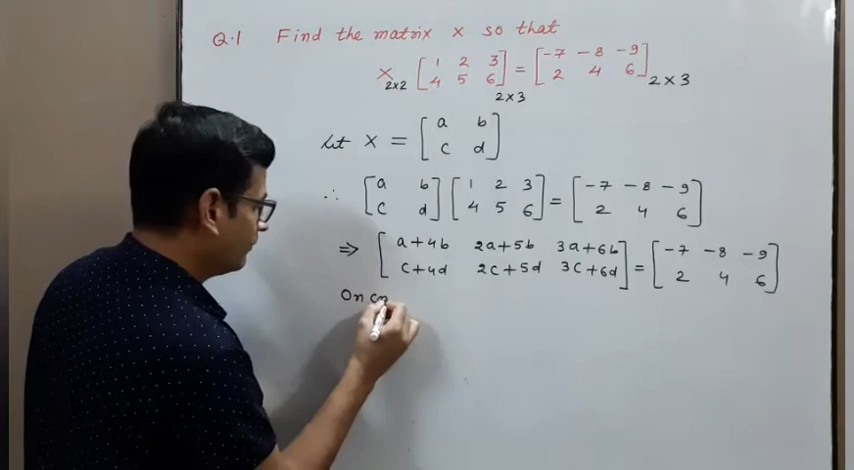 Q.1 Find the matrix x so that
X 2x2 [1 2 3] = [-7 -8 -9]
[4 5 6] 2x3 [2 4 6] 2x3
Let X = [a b]
[c d]
∴ [a b] [1 2 3] = [-7 -8 -9]
[c d] [4 5 6] [2 4 6]
⇒ [a+4b 2a+5b 3a+6b] = [-7 -8 -9]
[c+4d 2c+5d 3c+6d] [2 4 6]
On co